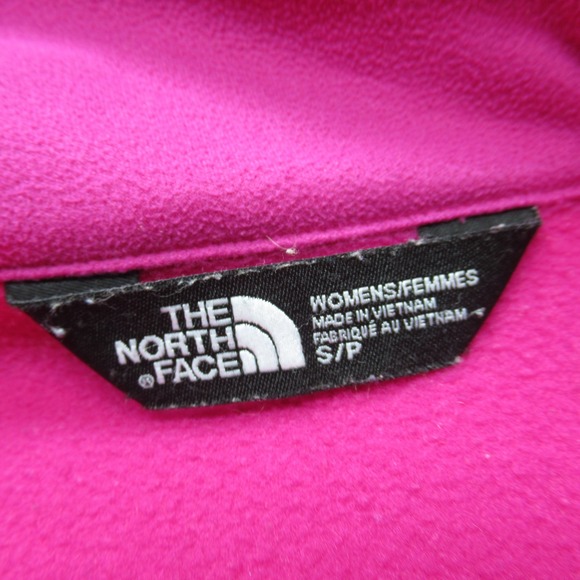 THE
NORTH
FACE®
WOMENS/FEMMES
MADE IN VIETNAM
FABRIQUÉ AU VIETNAM
S/P